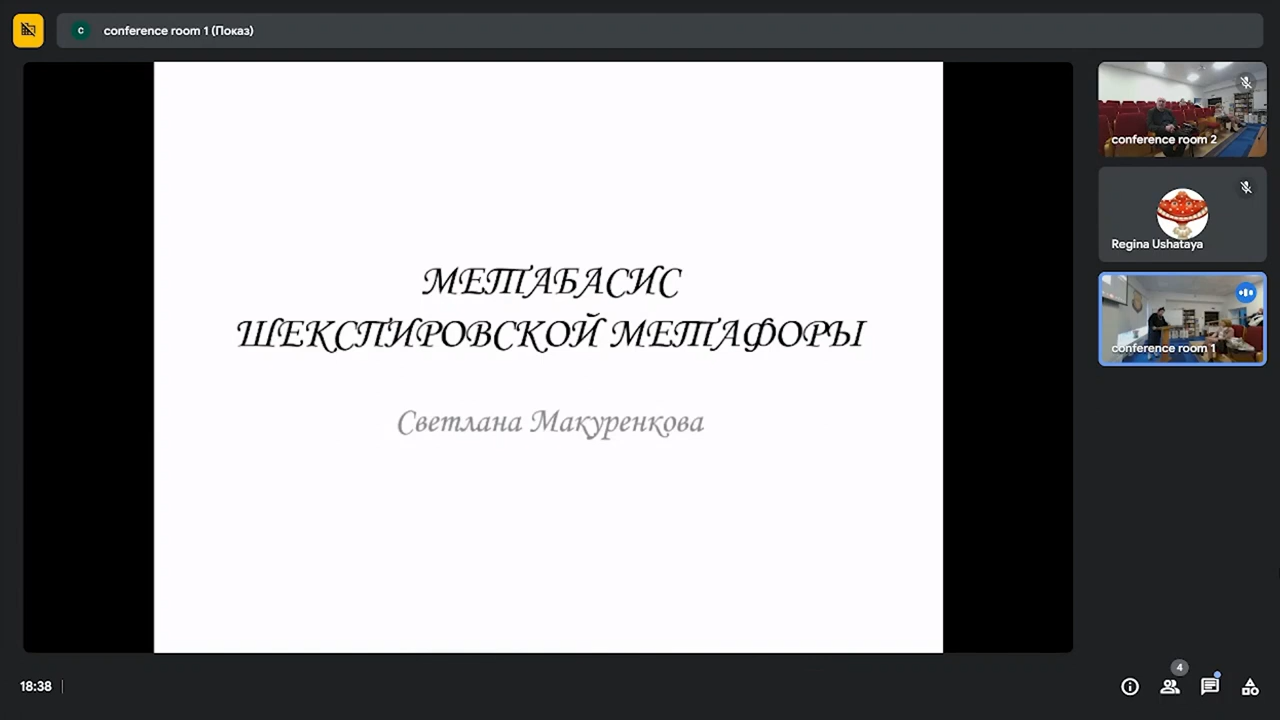 c conference room 1 (Показ)
МЕТАБАСИС
ШЕКСПИРОВСКОЙ МЕТАФОРЫ
Светлана Макуренкова
conference room 2
Regina Ushataya
conference room 1
18:38
4